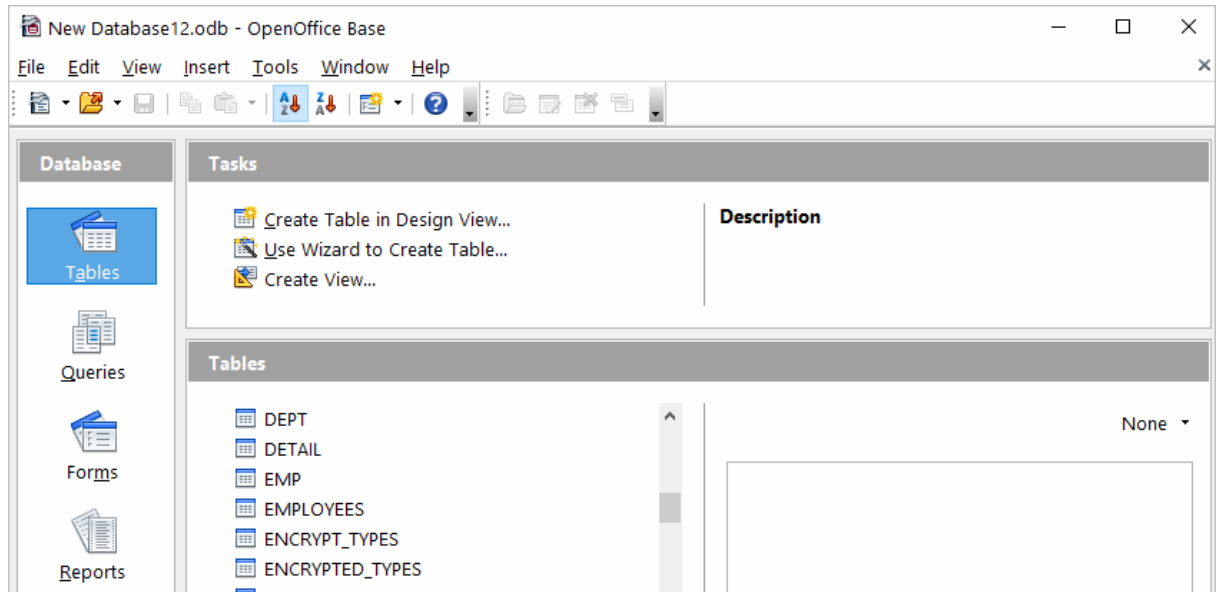 New Database12.odb - OpenOffice Base
File Edit View Insert Tools Window Help
Database
Tables
Queries
Forms
Reports
Tasks
Create Table in Design View...
Use Wizard to Create Table...
Create View...
Description
Tables
DEPT
DETAIL
EMP
EMPLOYEES
ENCRYPT_TYPES
ENCRYPTED_TYPES
None